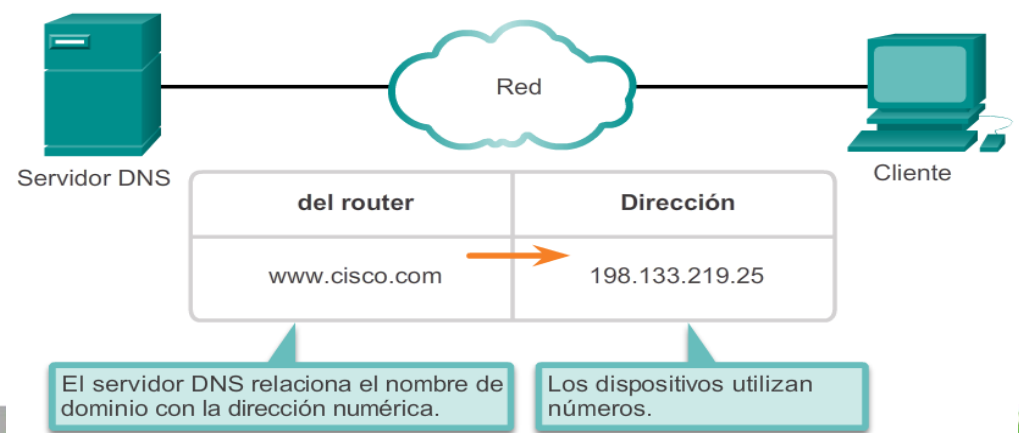 Red
Servidor DNS
Cliente
del router
Dirección
www.cisco.com
198.133.219.25
El servidor DNS relaciona el nombre de
dominio con la dirección numérica.
Los dispositivos utilizan
números.